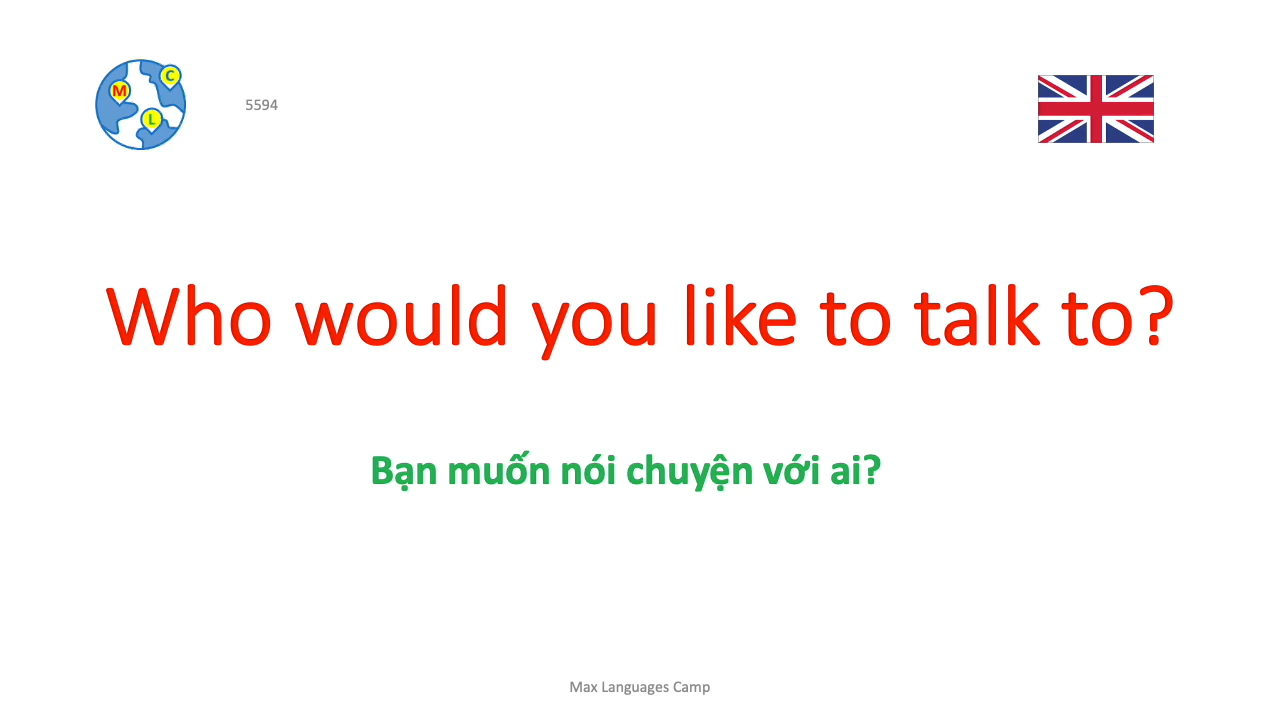 M
C
L
5594
Who would you like to talk to?
Bạn muốn nói chuyện với ai?
Max Languages Camp